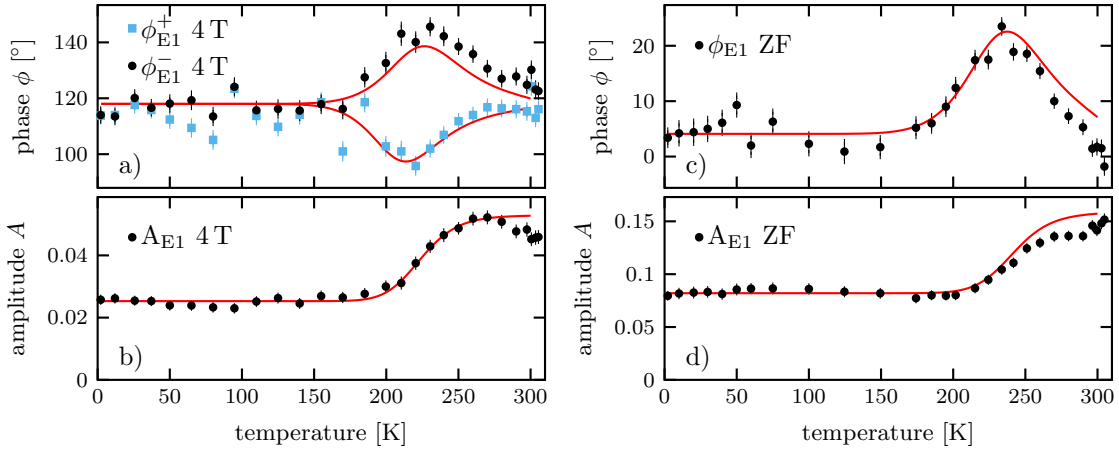 140
120
100
phase ϕ [°]
ϕ⁺E1 4 T
ϕ⁻E1 4 T
a)
20
10
0
phase ϕ [°]
ϕE1 ZF
c)
0.04
0.02
0
amplitude A
AE1 4 T
b)
0 50 100 150 200 250 300
temperature [K]
0.15
0.1
0.05
0
amplitude A
AE1 ZF
d)
0 50 100 150 200 250 300
temperature [K]